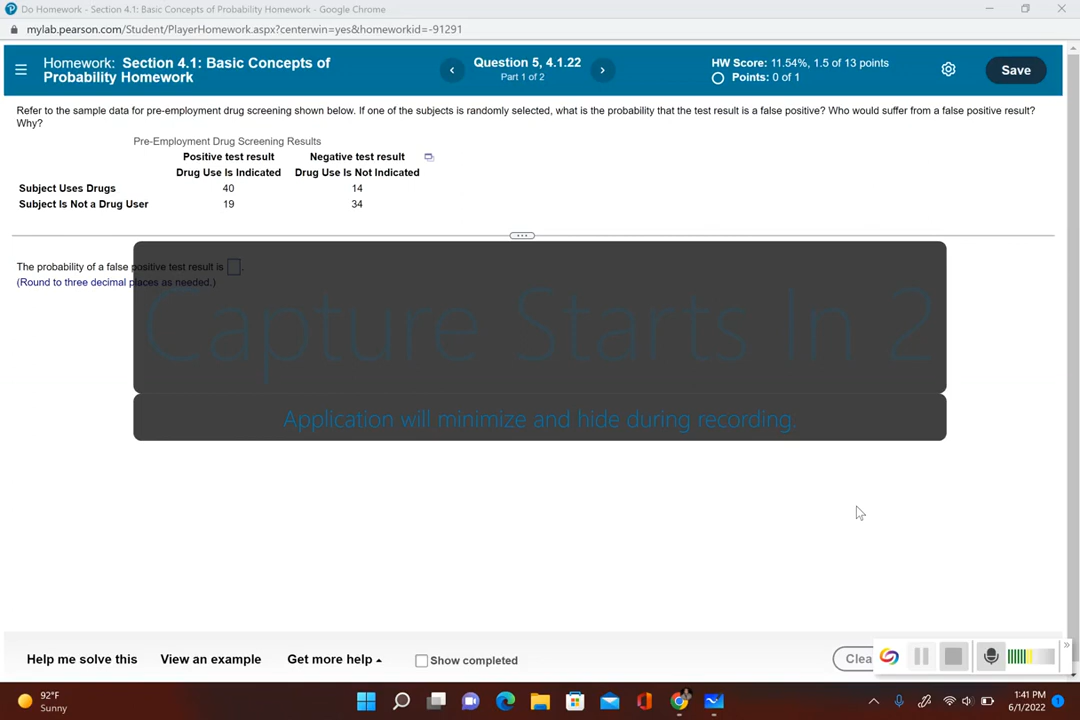 Do Homework - Section 4.1: Basic Concepts of Probability Homework - Google Chrome
mylab.pearson.com/Student/PlayerHomework.aspx?centerwin=yes&homeworkid=-91291
Homework: Section 4.1: Basic Concepts of
Probability Homework
Question 5, 4.1.22
Part 1 of 2
HW Score: 11.54%, 1.5 of 13 points
Points: 0 of 1
Save
Refer to the sample data for pre-employment drug screening shown below. If one of the subjects is randomly selected, what is the probability that the test result is a false positive? Who would suffer from a false positive result?
Why?
Pre-Employment Drug Screening Results
Positive test result Negative test result
Drug Use Is Indicated Drug Use Is Not Indicated
Subject Uses Drugs 40 14
Subject Is Not a Drug User 19 34
The probability of a false positive test result is .
(Round to three decimal places as needed.)
Capture Starts In 2
Application will minimize and hide during recording.
Help me solve this View an example Get more help Show completed Clea
92°F
Sunny
1:41 PM
6/1/2022
1